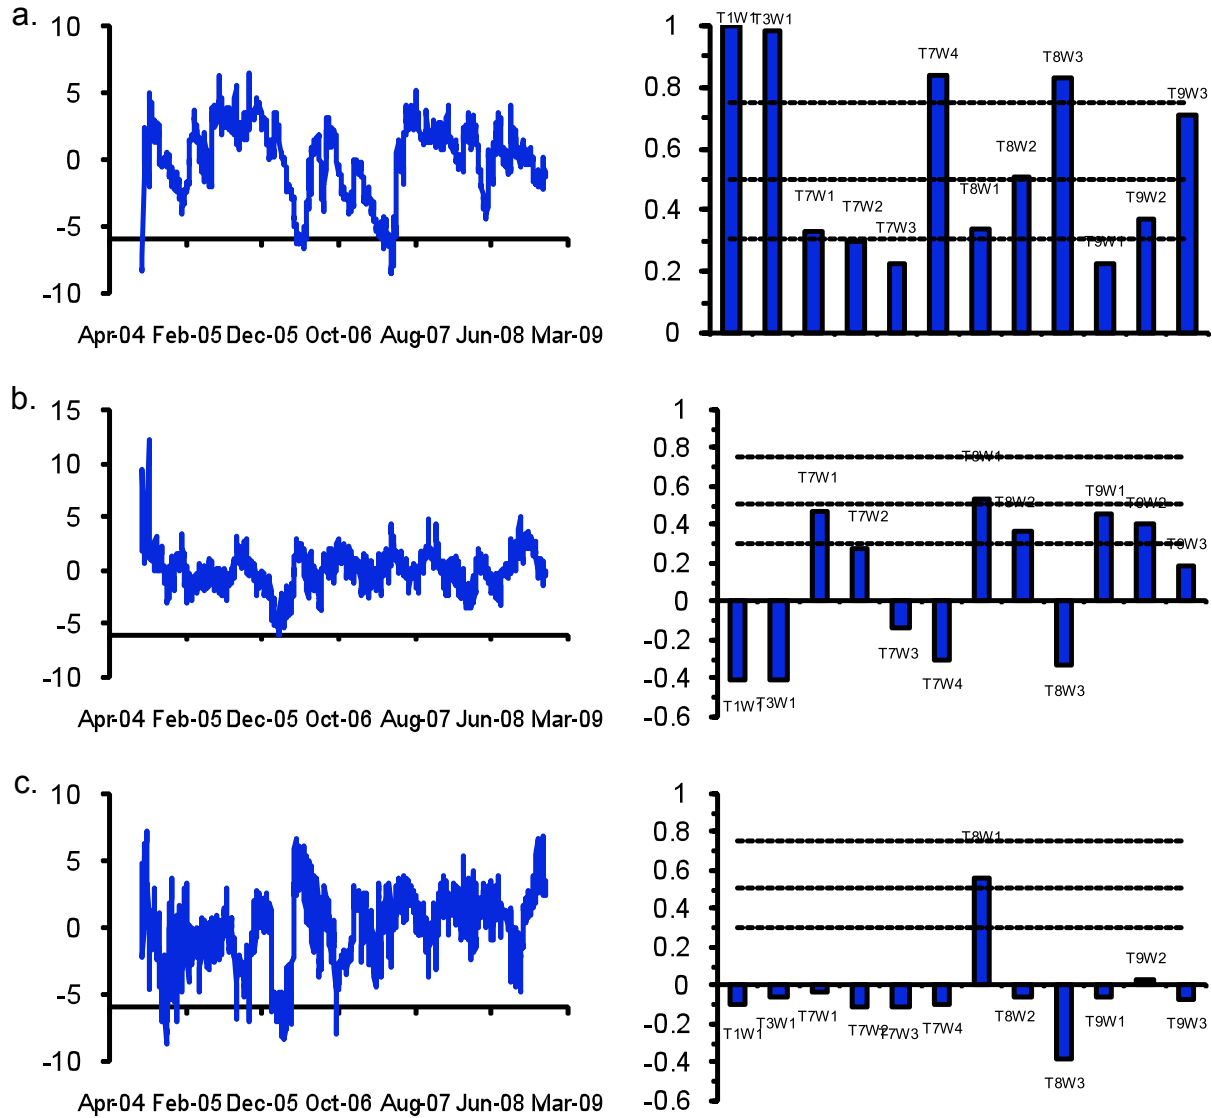 a.
10
5
0
-5
-10
Apr-04 Feb-05 Dec-05 Oct-06 Aug-07 Jun-08 Mar-09
1
0.8
0.6
0.4
0.2
0
T1W1
T3W1
T7W1
T7W2
T7W3
T7W4
T8W1
T8W2
T8W3
T9W1
T9W2
T9W3
b.
15
10
5
0
-5
-10
Apr-04 Feb-05 Dec-05 Oct-06 Aug-07 Jun-08 Mar-09
1
0.8
0.6
0.4
0.2
0
-0.2
-0.4
-0.6
T1W1
T3W1
T7W1
T7W2
T7W3
T7W4
T8W1
T8W2
T8W3
T9W1
T9W2
T9W3
c.
10
5
0
-5
-10
Apr-04 Feb-05 Dec-05 Oct-06 Aug-07 Jun-08 Mar-09
1
0.8
0.6
0.4
0.2
0
-0.2
-0.4
-0.6
T1W1
T3W1
T7W1
T7W2
T7W3
T7W4
T8W1
T8W2
T8W3
T9W1
T9W2
T9W3